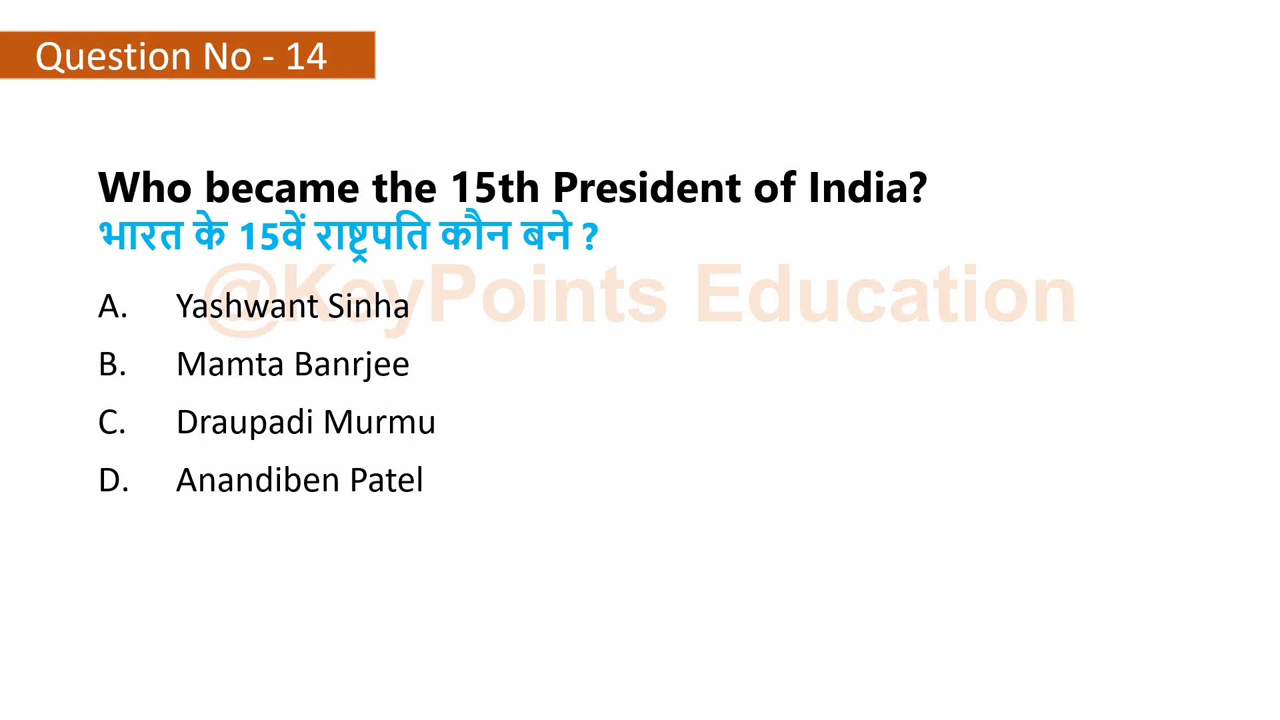 Question No - 14
Who became the 15th President of India?
भारत के 15वें राष्ट्रपति कौन बने ?
@KeyPoints Education
A. Yashwant Sinha
B. Mamta Banrjee
C. Draupadi Murmu
D. Anandiben Patel